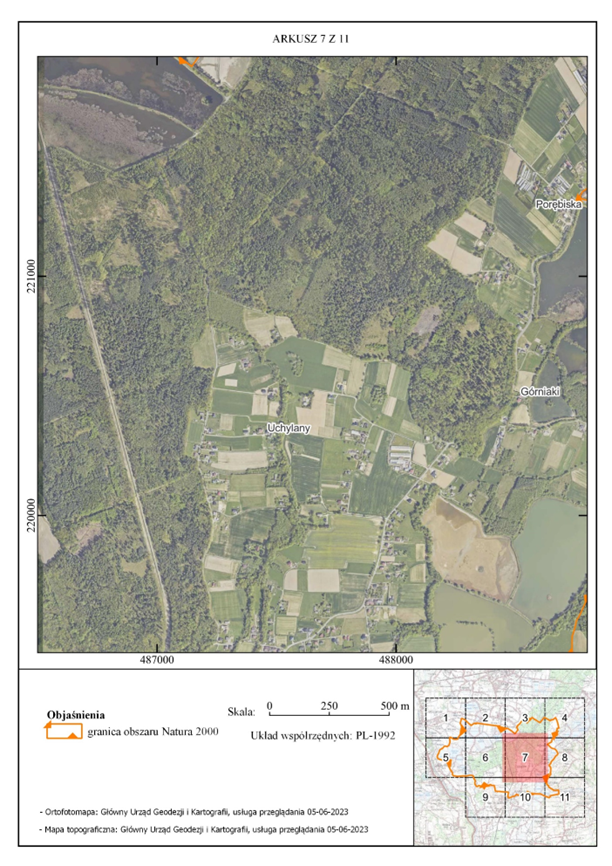 ARKUSZ 7 Z 11
Porębiska
221000
Górniaki
Uchylany
220000
487000 488000
Objaśnienia
granica obszaru Natura 2000
Skala: 0 250 500 m
Układ współrzędnych: PL-1992
1 2 3 4
5 6 7 8
9 10 11
- Ortofotomapa: Główny Urząd Geodezji i Kartografii, usługa przeglądania 05-06-2023
- Mapa topograficzna: Główny Urząd Geodezji i Kartografii, usługa przeglądania 05-06-2023